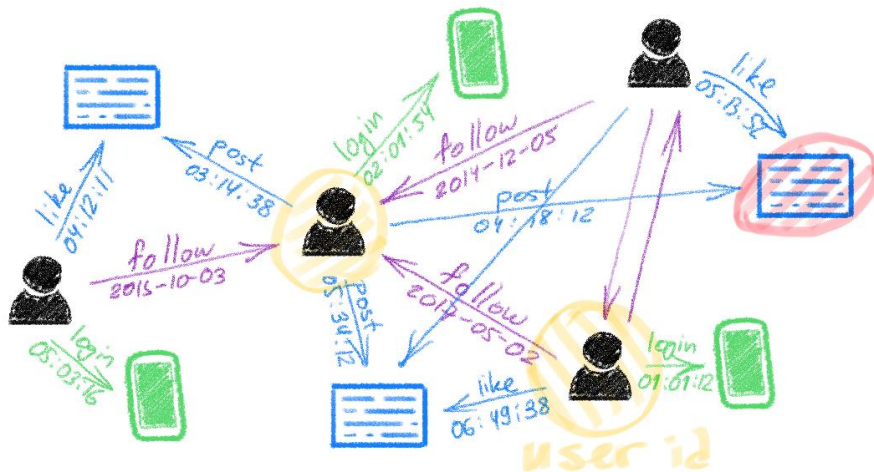 login
02:01:54
like
05:13:52
follow
2014-12-05
post
03:14:38
like
04:12:11
post
04:18:12
follow
2015-10-03
follow
2017-05-02
post
05:34:12
login
05:03:16
login
01:01:12
like
06:49:38
user id